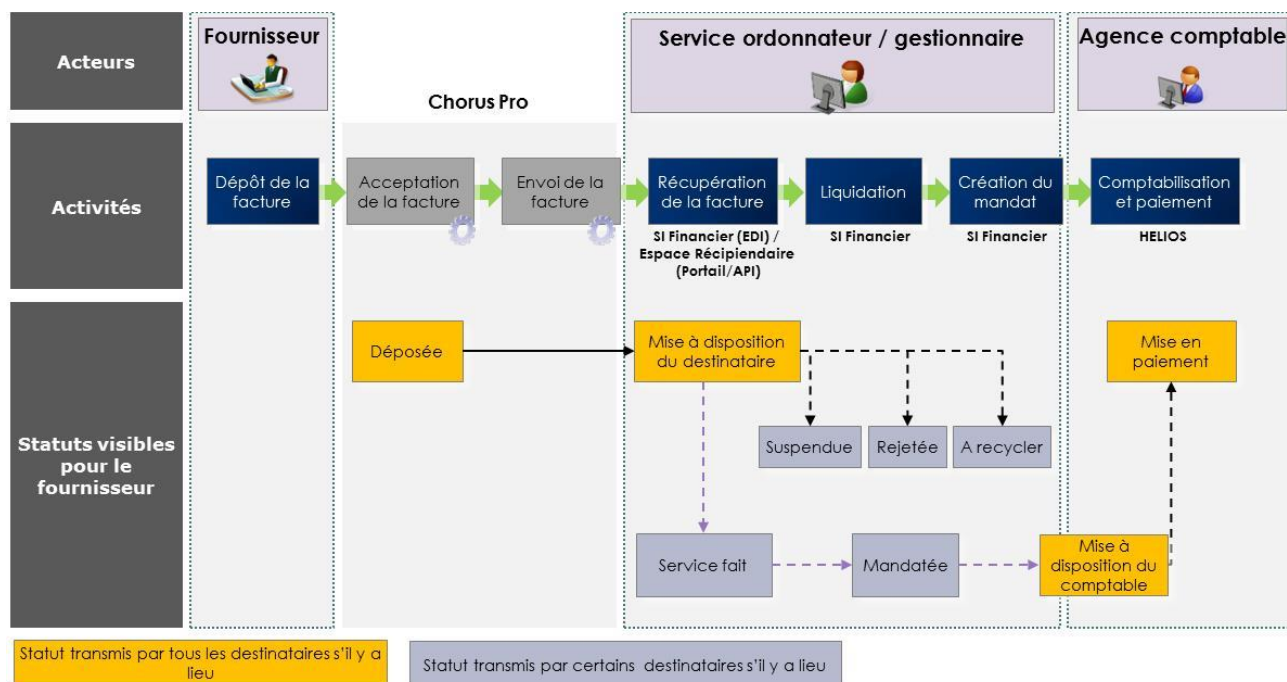 Acteurs
Fournisseur
Chorus Pro
Service ordonnateur / gestionnaire
Agence comptable
Activités
Dépôt de la
facture
Acceptation
de la facture
Envoi de la
facture
Récupération
de la facture
SI Financier (EDI) /
Espace Récipiendaire
(Portail/API)
Liquidation
SI Financier
Création du
mandat
SI Financier
Comptabilisation
et paiement
HELIOS
Statuts visibles
pour le
fournisseur
Déposée
Mise à disposition
du destinataire
Mise en
paiement
Suspendue
Rejetée
A recycler
Service fait
Mandatée
Mise à
disposition du
comptable
Statut transmis par tous les destinataires s'il y a
lieu
Statut transmis par certains destinataires s'il y a lieu